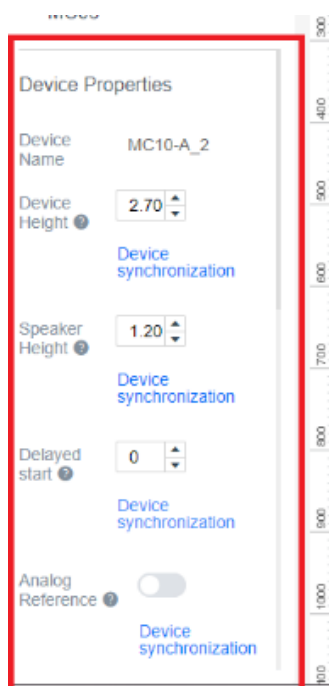 Device Properties
Device
Name
MC10-A_2
Device
Height
2.70
Device
synchronization
Speaker
Height
1.20
Device
synchronization
Delayed
start
0
Device
synchronization
Analog
Reference
Device
synchronization
300
400
500
600
700
800
900
1000